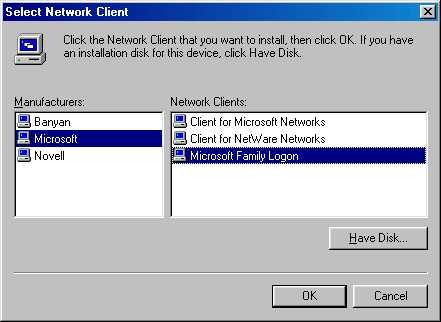 Select Network Client
Click the Network Client that you want to install, then click OK. If you have
an installation disk for this device, click Have Disk.
Manufacturers:
Banyan
Microsoft
Novell
Network Clients:
Client for Microsoft Networks
Client for NetWare Networks
Microsoft Family Logon
Have Disk...
OK
Cancel